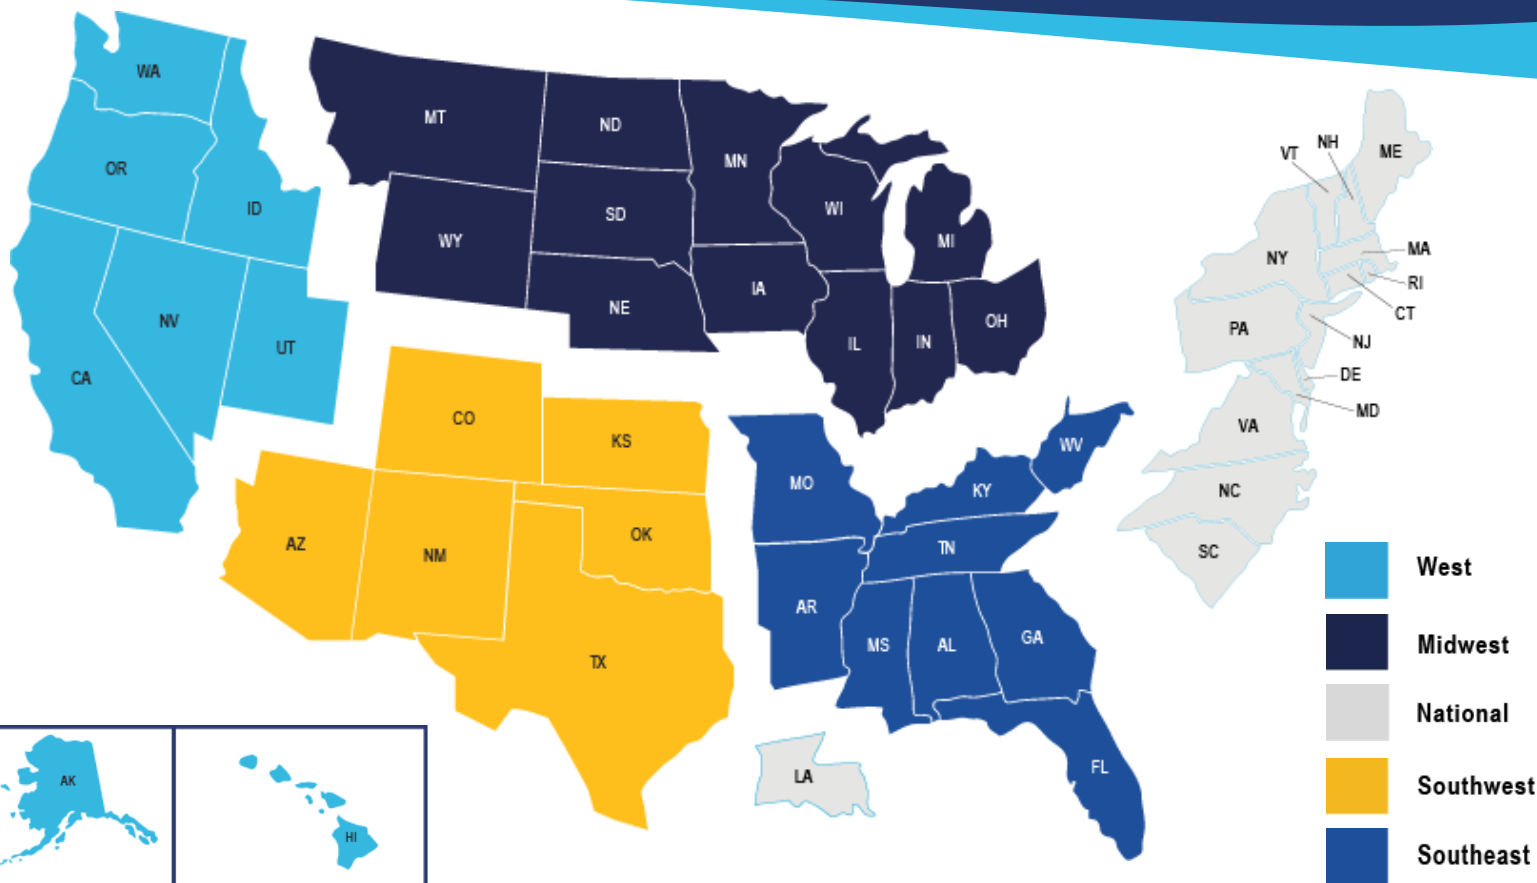 WA
OR
ID
CA
NV
UT
MT
ND
MN
WY
SD
WI
MI
NE
IA
IL
IN
OH
CO
KS
AZ
NM
OK
TX
MO
KY
WV
TN
AR
MS
AL
GA
FL
LA
AK
HI
VT
NH
ME
NY
MA
RI
CT
PA
NJ
DE
MD
VA
NC
SC
West
Midwest
National
Southwest
Southeast